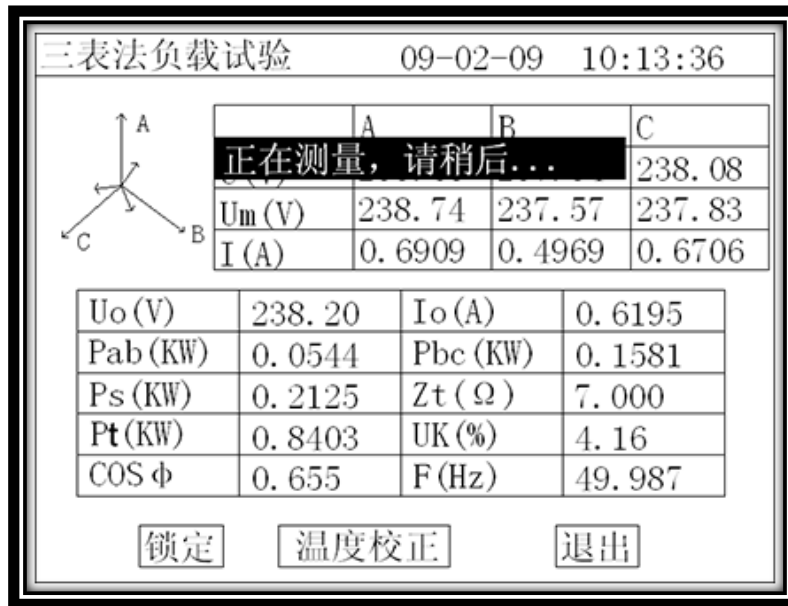 三表法负载试验 09-02-09 10:13:36
A
A B C
正在测量，请稍后...
238.08
Um(V) 238.74 237.57 237.83
C B
I(A) 0.6909 0.4969 0.6706
Uo(V) 238.20 Io(A) 0.6195
Pab(KW) 0.0544 Pbc(KW) 0.1581
Ps(KW) 0.2125 Zt(Ω) 7.000
Pt(KW) 0.8403 UK(%) 4.16
COSφ 0.655 F(Hz) 49.987
锁定 温度校正 退出